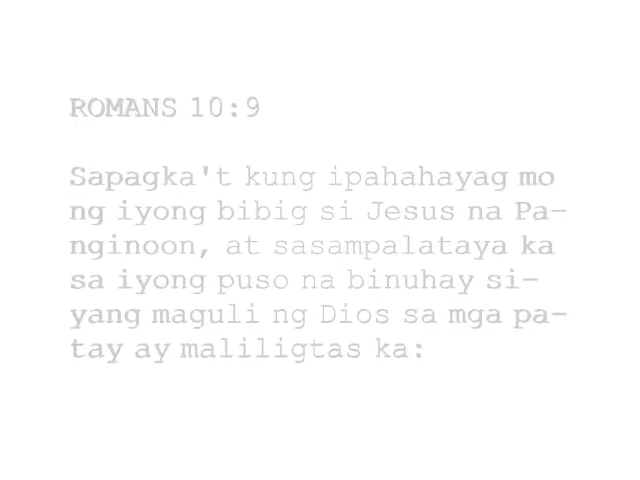 ROMANS 10:9
Sapagka't kung ipahahayag mo
ng iyong bibig si Jesus na Pa-
nginoon, at sasampalataya ka
sa iyong puso na binuhay si-
yang maguli ng Dios sa mga pa-
tay ay maliligtas ka: